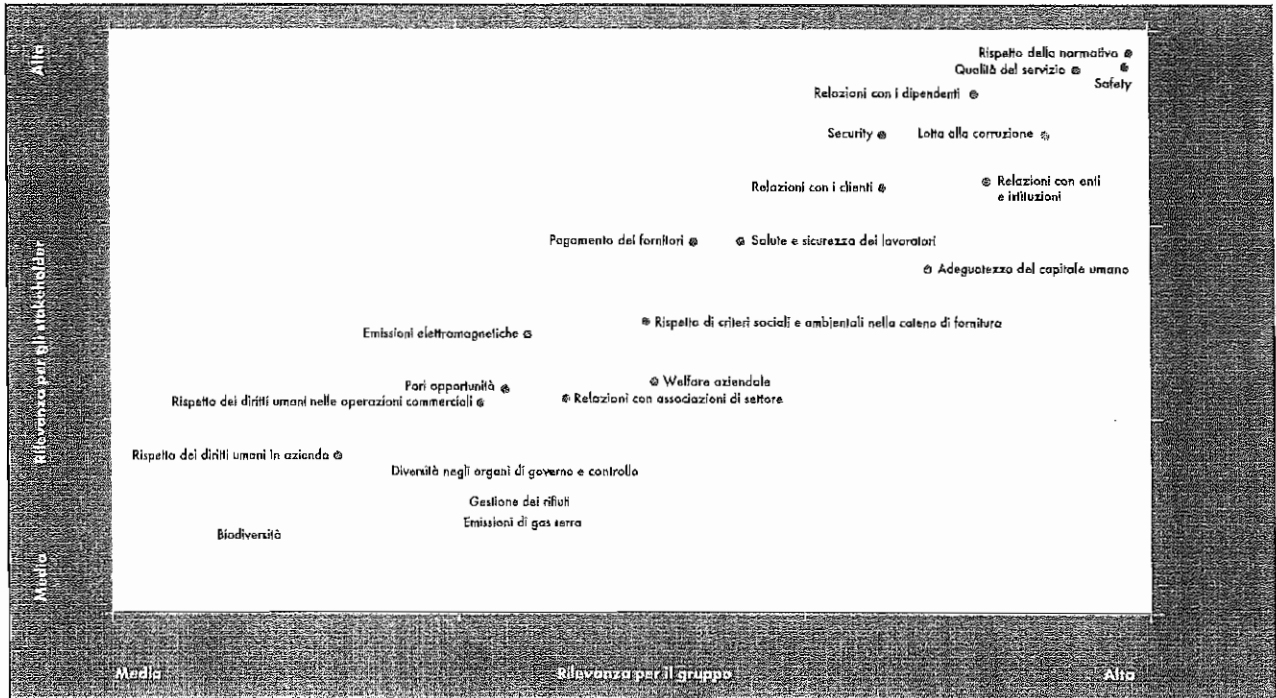 Alta
Rispetto della normativa
Qualità del servizio
Safety
Relazioni con i dipendenti
Security
Lotta alla corruzione
Relazioni con i clienti
Relazioni con enti
e istituzioni
Pagamento dei fornitori
Salute e sicurezza dei lavoratori
Adeguatezza del capitale umano
Rilevanza per gli stakeholder
Rispetto di criteri sociali e ambientali nella catena di fornitura
Emissioni elettromagnetiche
Pari opportunità
Welfare aziendale
Rispetto dei diritti umani nelle operazioni commerciali
Relazioni con associazioni di settore
Rispetto dei diritti umani in azienda
Diversità negli organi di governo e controllo
Gestione dei rifiuti
Emissioni di gas serra
Biodiversità
Media
Media
Rilevanza per il gruppo
Alta